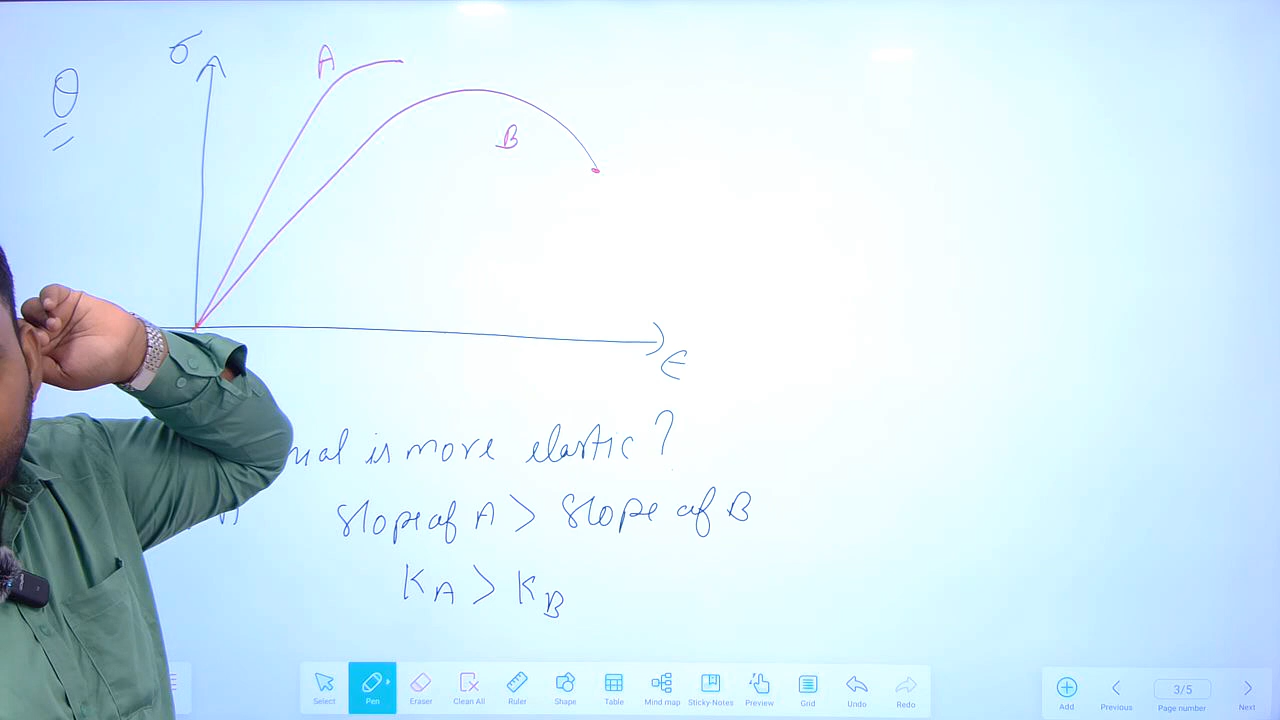 Q
σ
A
B
ϵ
is more elastic?
slope of A > slope of B
K_A > K_B
Select
Pen
Eraser
Clean All
Ruler
Shape
Table
Mind map
Sticky-Notes
Preview
Grid
Undo
Redo
Add
Previous
3/5
Page number
Next